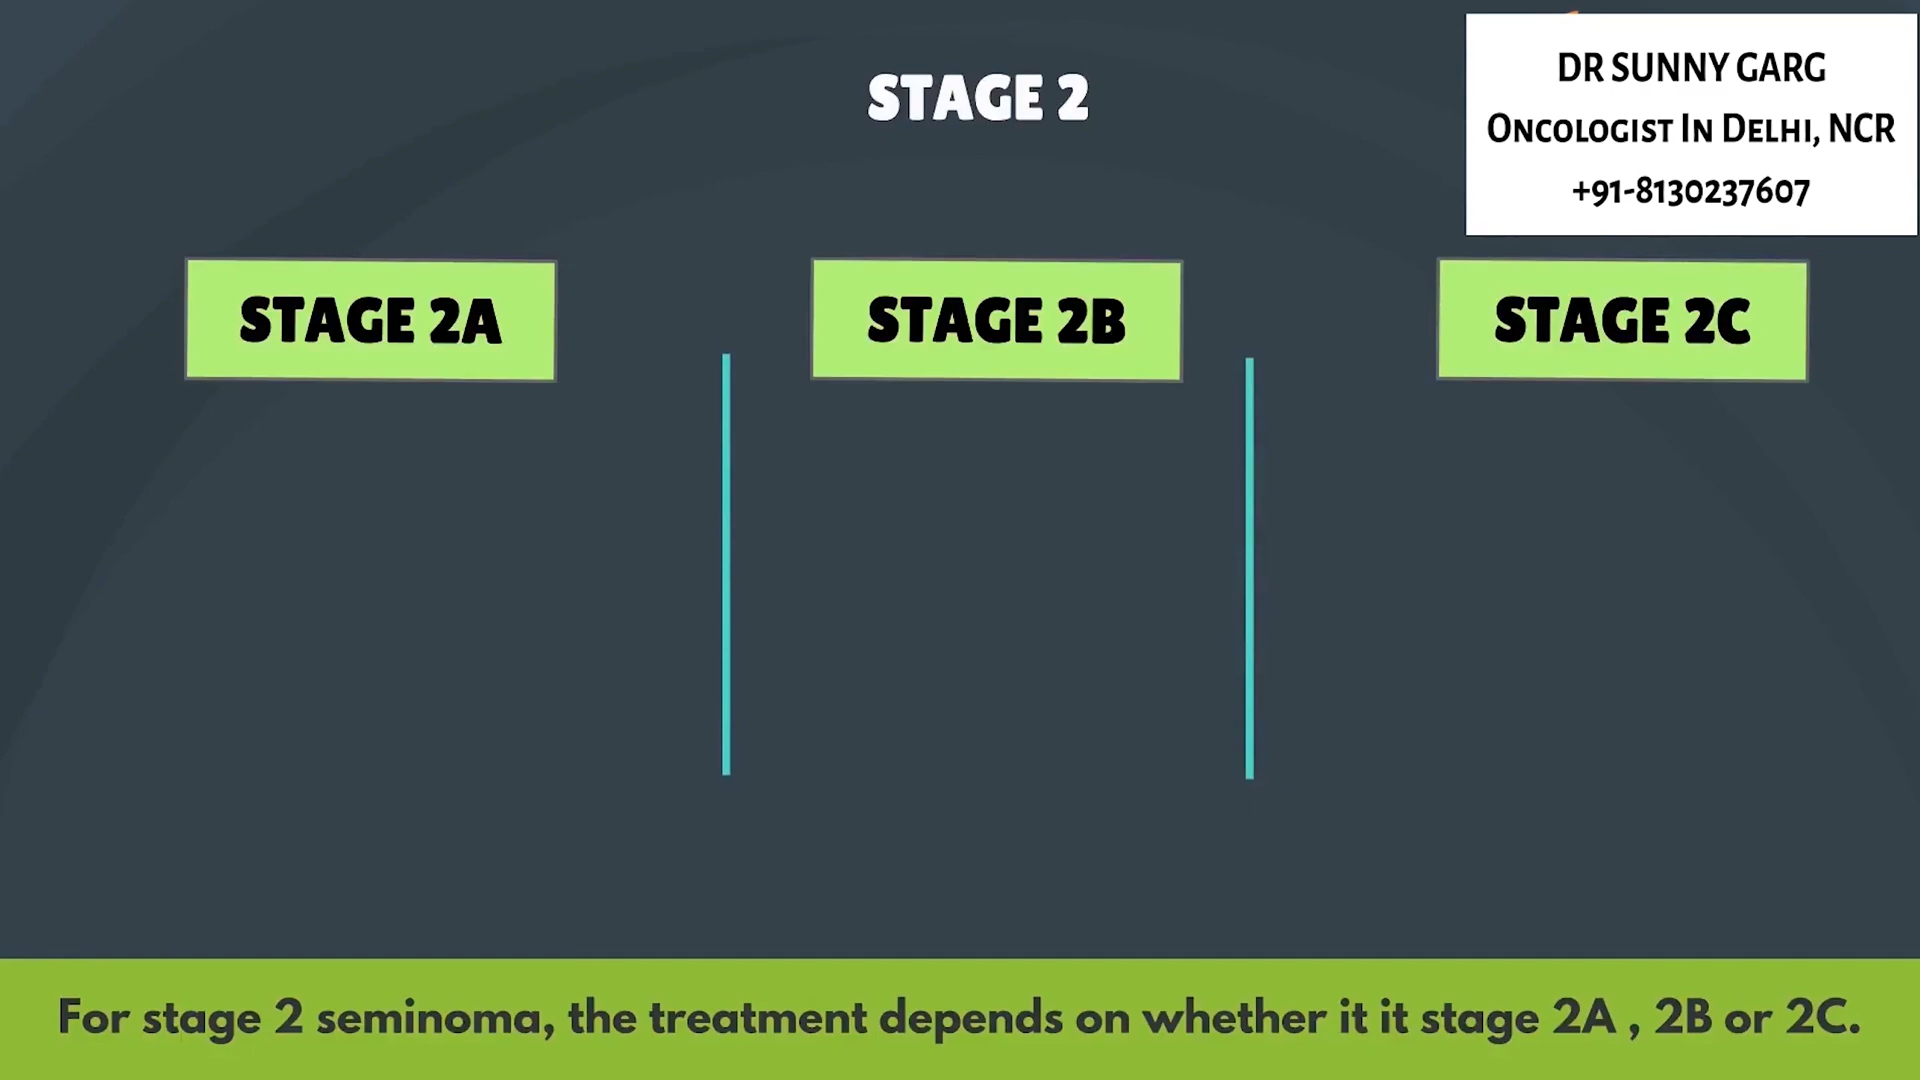 STAGE 2
DR SUNNY GARG
ONCOLOGIST IN DELHI, NCR
+91-8130237607
STAGE 2A
STAGE 2B
STAGE 2C
For stage 2 seminoma, the treatment depends on whether it it stage 2A , 2B or 2C.